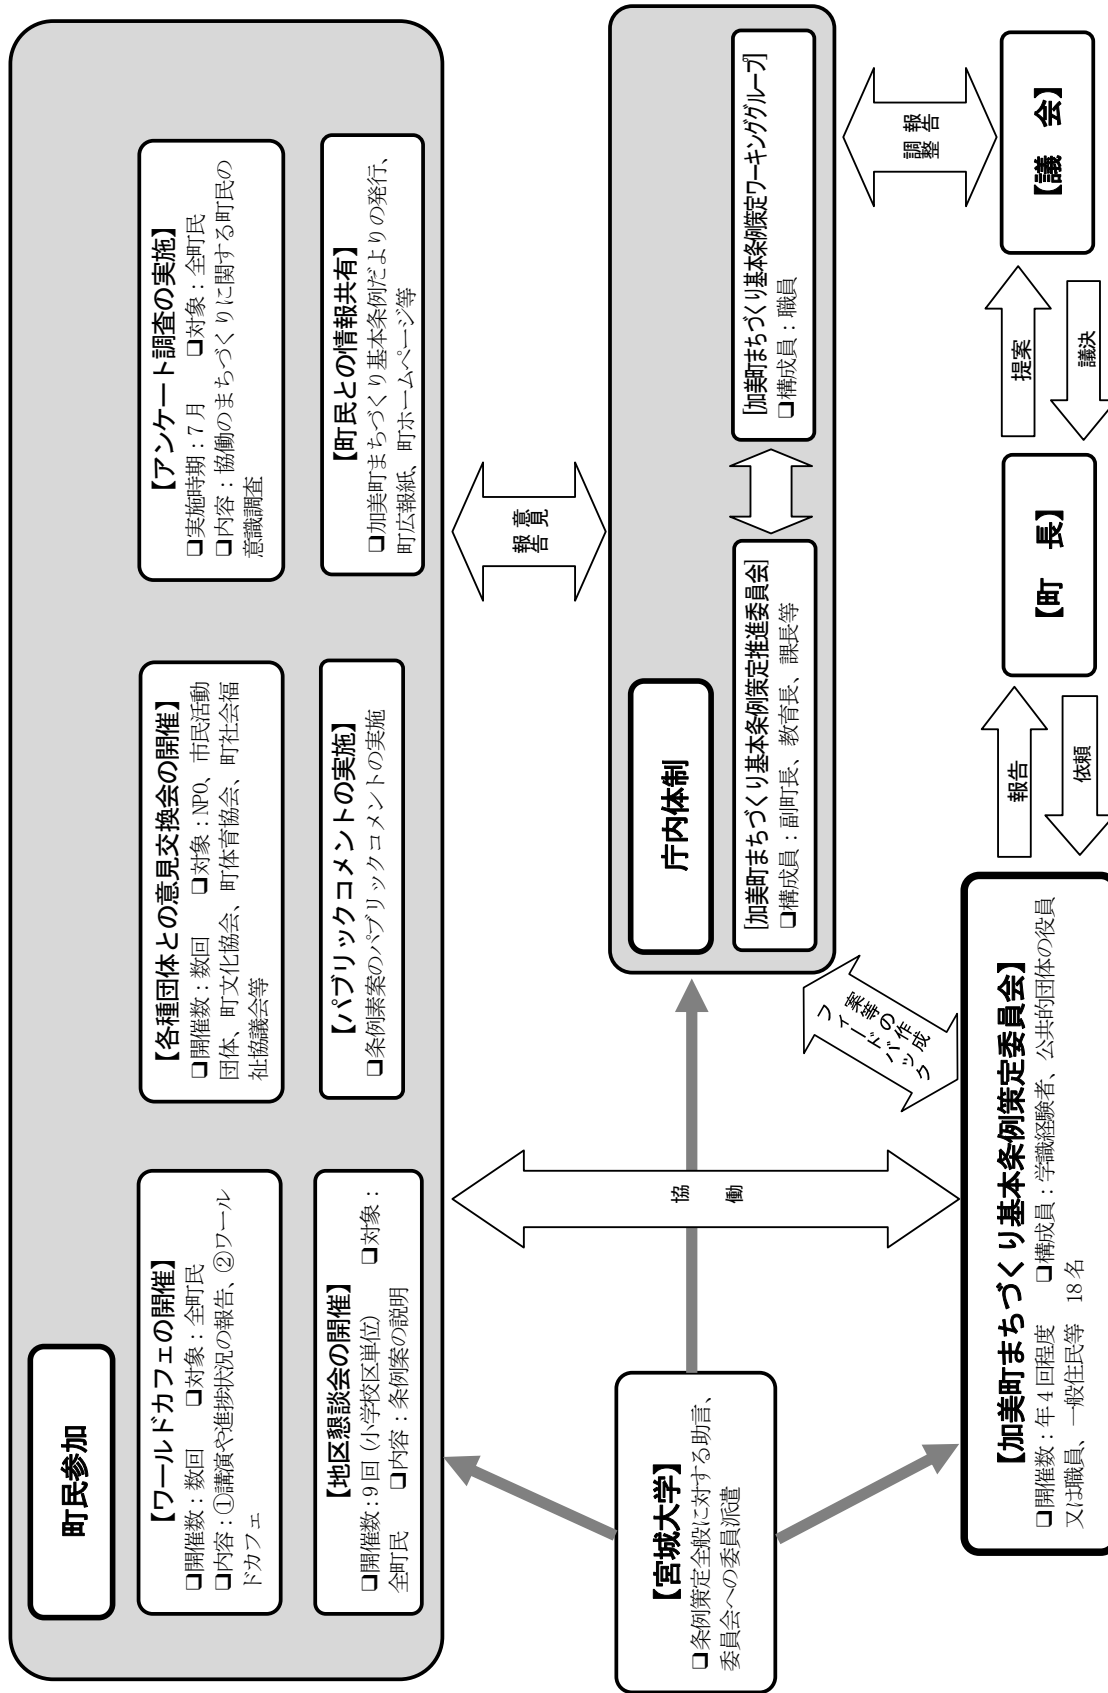 町民参加
【ワールドカフェの開催】
❑開催数：数回　❑対象：全町民
❑内容：①講演や進捗状況の報告、②ワール
ドカフェ
【地区懇談会の開催】
❑開催数：9回（小学校区単位）　❑対象：
全町民　❑内容：条例案の説明
【各種団体との意見交換会の開催】
❑開催数：数回　❑対象：NPO、市民活動
団体、町文化協会、町体育協会、町社会福
祉協議会等
【パブリックコメントの実施】
❑条例素案のパブリックコメントの実施
【アンケート調査の実施】
❑実施時期：7月　❑対象：全町民
❑内容：協働のまちづくりに関する町民の
意識調査
【町民との情報共有】
❑加美町まちづくり基本条例だよりの発行、
町広報紙、町ホームページ等
協　働
報告
意見
【宮城大学】
❑条例策定全般に対する助言、
委員会への委員派遣
庁内体制
[加美町まちづくり基本条例策定推進委員会]
❑構成員：副町長、教育長、課長等
[加美町まちづくり基本条例策定ワーキンググループ]
❑構成員：職員
案等の作成
フィードバック
調整
報告
【加美町まちづくり基本条例策定委員会】
❑開催数：年4回程度　❑構成員：学識経験者、公共的団体の役員
又は職員、一般住民等　18名
報告
依頼
【町　長】
提案
議決
【議　会】